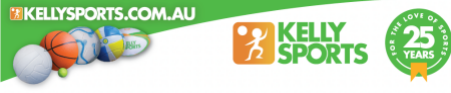 KELLYSPORTS.COM.AU
KELLY
SPORTS
FOR THE LOVE OF SPORTS
25
YEARS